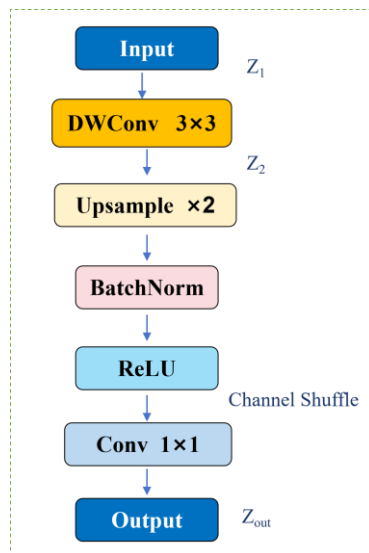 Input
Z₁
DWConv 3×3
Z₂
Upsample ×2
BatchNorm
ReLU
Channel Shuffle
Conv 1×1
Output
Zout